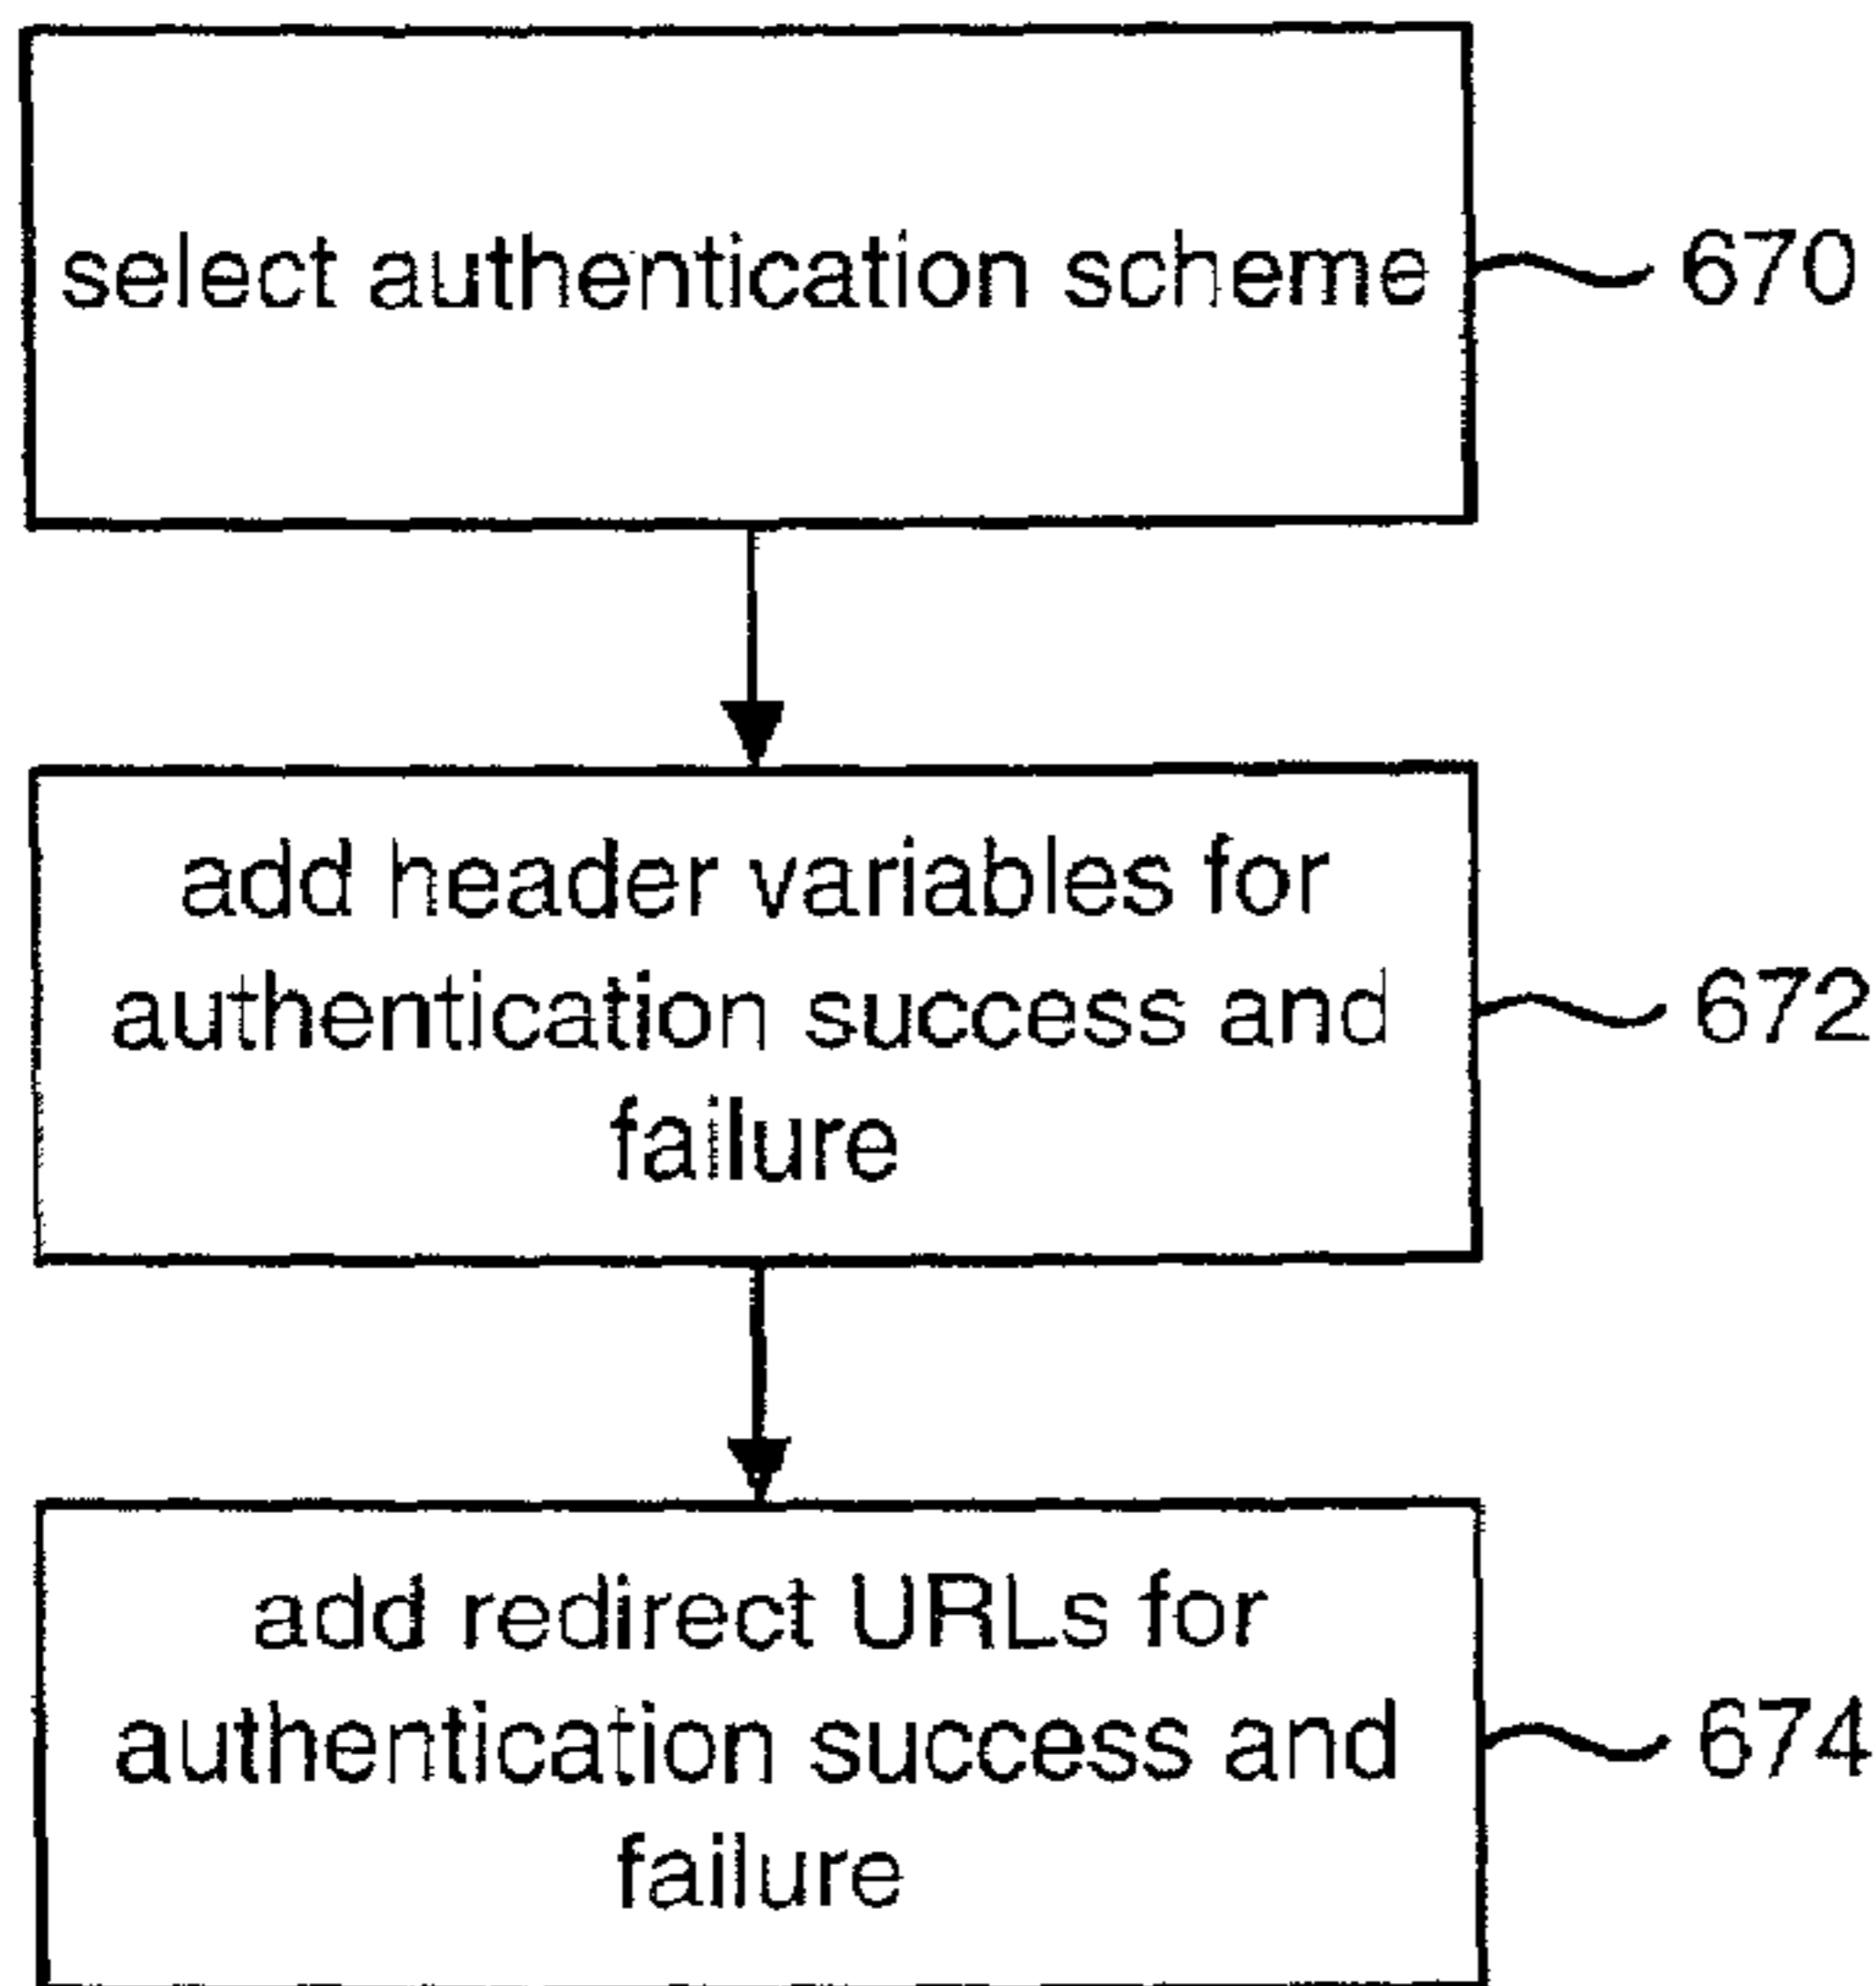 select authentication scheme
670
add header variables for
authentication success and
failure
672
add redirect URLs for
authentication success and
failure
674